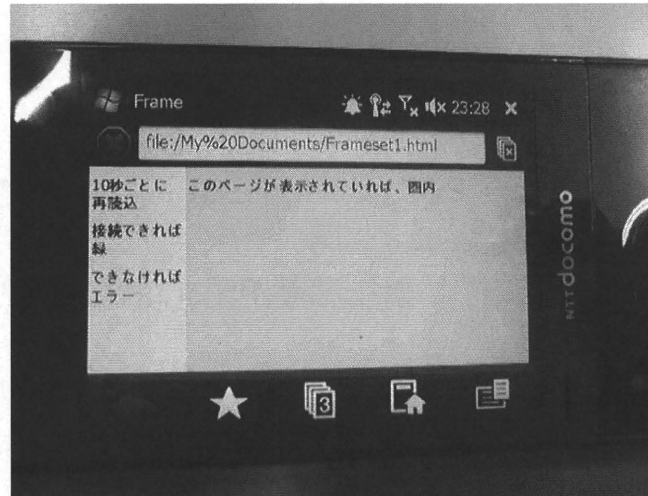 Frame
23:28
file:/My%20Documents/Frameset1.html
10秒ごとに
再読込
接続できれば
緑
できなければ
エラー
このページが表示されていれば、圏内
3
NTT docomo